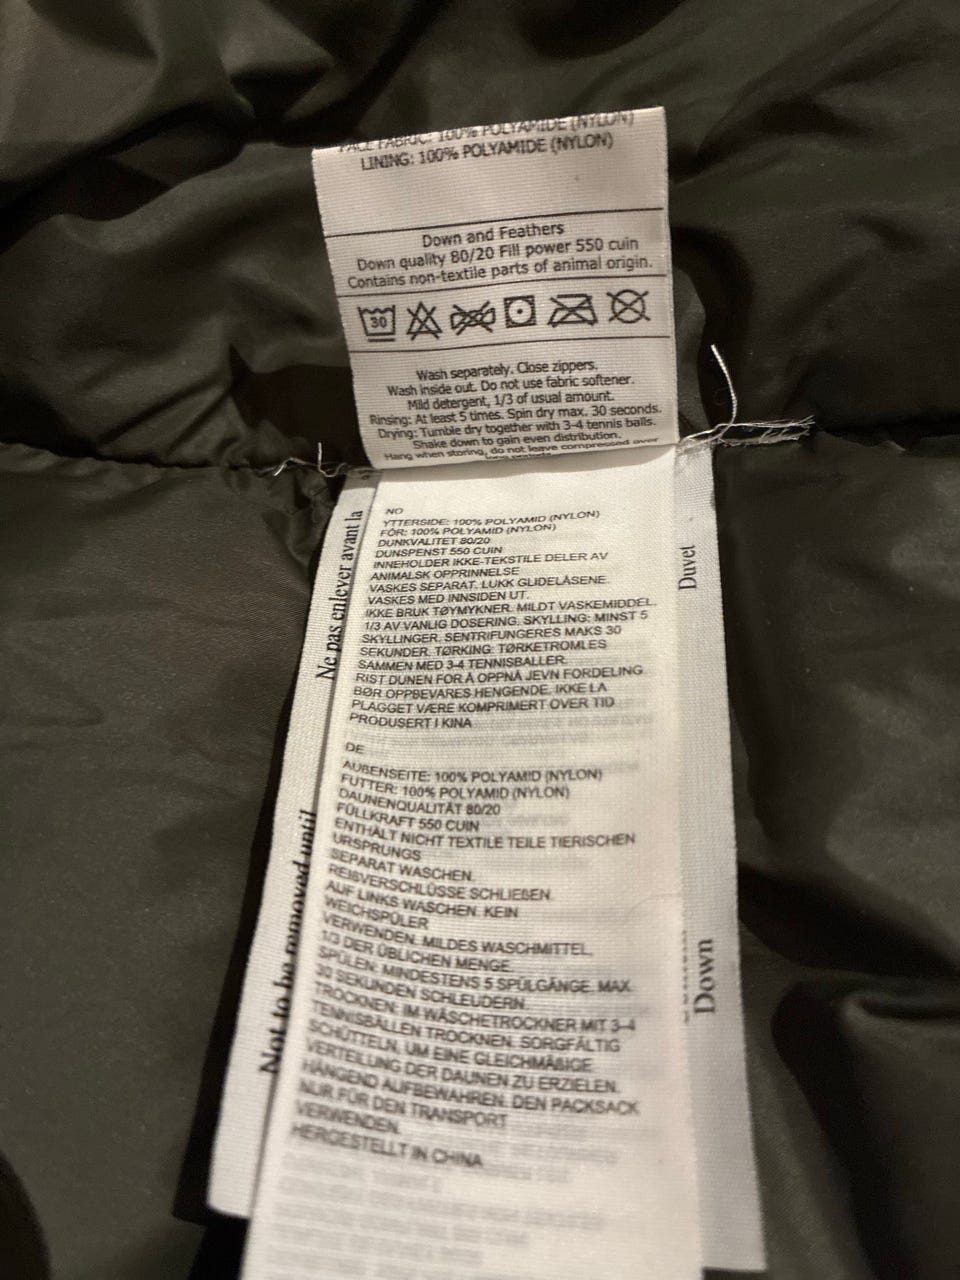 FACE FABRIC: 100% POLYAMIDE (NYLON)
LINING: 100% POLYAMIDE (NYLON)
Down and Feathers
Down quality 80/20 Fill power 550 cuin
Contains non-textile parts of animal origin.
30
Wash separately. Close zippers.
Wash inside out. Do not use fabric softener.
Mild detergent, 1/3 of usual amount.
Rinsing: At least 5 times. Spin dry max. 30 seconds.
Drying: Tumble dry together with 3-4 tennis balls.
Shake down to gain even distribution.
Hang when storing, do not leave compressed over
long periods.
NO
YTTERSIDE: 100% POLYAMID (NYLON)
FÓR: 100% POLYAMID (NYLON)
DUNKVALITET 80/20
DUNSPENST 550 CUIN
INNEHOLDER IKKE-TEKSTILE DELER AV
ANIMALSK OPPRINNELSE
VASKES SEPARAT. LUKK GLIDELÅSENE.
VASKES MED INNSIDEN UT.
IKKE BRUK TØYMYKNER. MILDT VASKEMIDDEL.
1/3 AV VANLIG DOSERING. SKYLLING: MINST 5
SKYLLINGER. SENTRIFUNGERES MAKS 30
SEKUNDER. TØRKING: TØRKETROMLES
SAMMEN MED 3-4 TENNISBALLER.
RIST DUNEN FOR Å OPPNÅ JEVN FORDELING.
BØR OPPBEVARES HENGENDE. IKKE LA
PLAGGET VÆRE KOMPRIMERT OVER TID
PRODUSERT I KINA
DE
AUßENSEITE: 100% POLYAMID (NYLON)
FUTTER: 100% POLYAMID (NYLON)
DAUNENQUALITÄT 80/20
FÜLLKRAFT 550 CUIN
ENTHÄLT NICHT TEXTILE TEILE TIERISCHEN
URSPRUNGS
SEPARAT WASCHEN.
REIßVERSCHLÜSSE SCHLIEßEN.
AUF LINKS WASCHEN. KEIN
WEICHSPÜLER
VERWENDEN. MILDES WASCHMITTEL,
1/3 DER ÜBLICHEN MENGE.
SPÜLEN: MINDESTENS 5 SPÜLGÄNGE. MAX.
30 SEKUNDEN SCHLEUDERN.
TROCKNEN: IM WÄSCHETROCKNER MIT 3-4
TENNISBÄLLEN TROCKNEN. SORGFÄLTIG
SCHÜTTELN, UM EINE GLEICHMÄßIGE
VERTEILUNG DER DAUNEN ZU ERZIELEN.
HÄNGEND AUFBEWAHREN. DEN PACKSACK
NUR FÜR DEN TRANSPORT
VERWENDEN.
HERGESTELLT IN CHINA
Ne pas enlever avant la
Not to be removed until
Duvet
Down